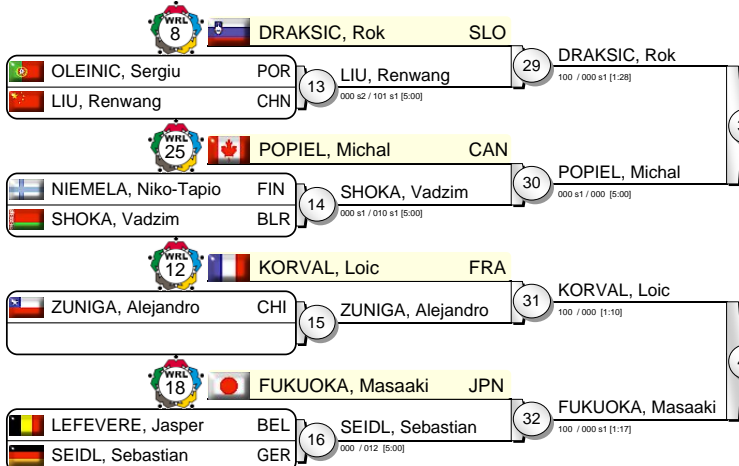 WRL 8 DRAKSIC, Rok SLO
OLEINIC, Sergiu POR
LIU, Renwang CHN
13 LIU, Renwang
000 s2 / 101 s1 [5:00]
29 DRAKSIC, Rok
100 / 000 s1 [1:28]
WRL 25 POPIEL, Michal CAN
NIEMELA, Niko-Tapio FIN
SHOKA, Vadzim BLR
14 SHOKA, Vadzim
000 s1 / 010 s1 [5:00]
30 POPIEL, Michal
000 s1 / 000 [5:00]
WRL 12 KORVAL, Loic FRA
ZUNIGA, Alejandro CHI
15 ZUNIGA, Alejandro
31 KORVAL, Loic
100 / 000 [1:10]
WRL 18 FUKUOKA, Masaaki JPN
LEFEVERE, Jasper BEL
SEIDL, Sebastian GER
16 SEIDL, Sebastian
000 / 012 [5:00]
32 FUKUOKA, Masaaki
100 / 000 s1 [1:17]